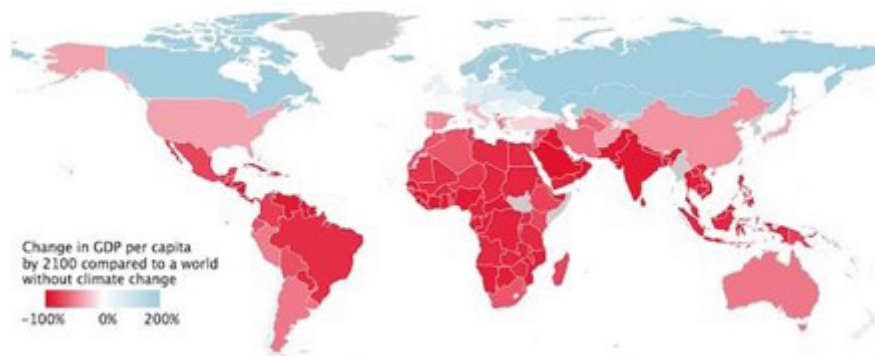 Change in GDP per capita
by 2100 compared to a world
without climate change
-100% 0% 200%